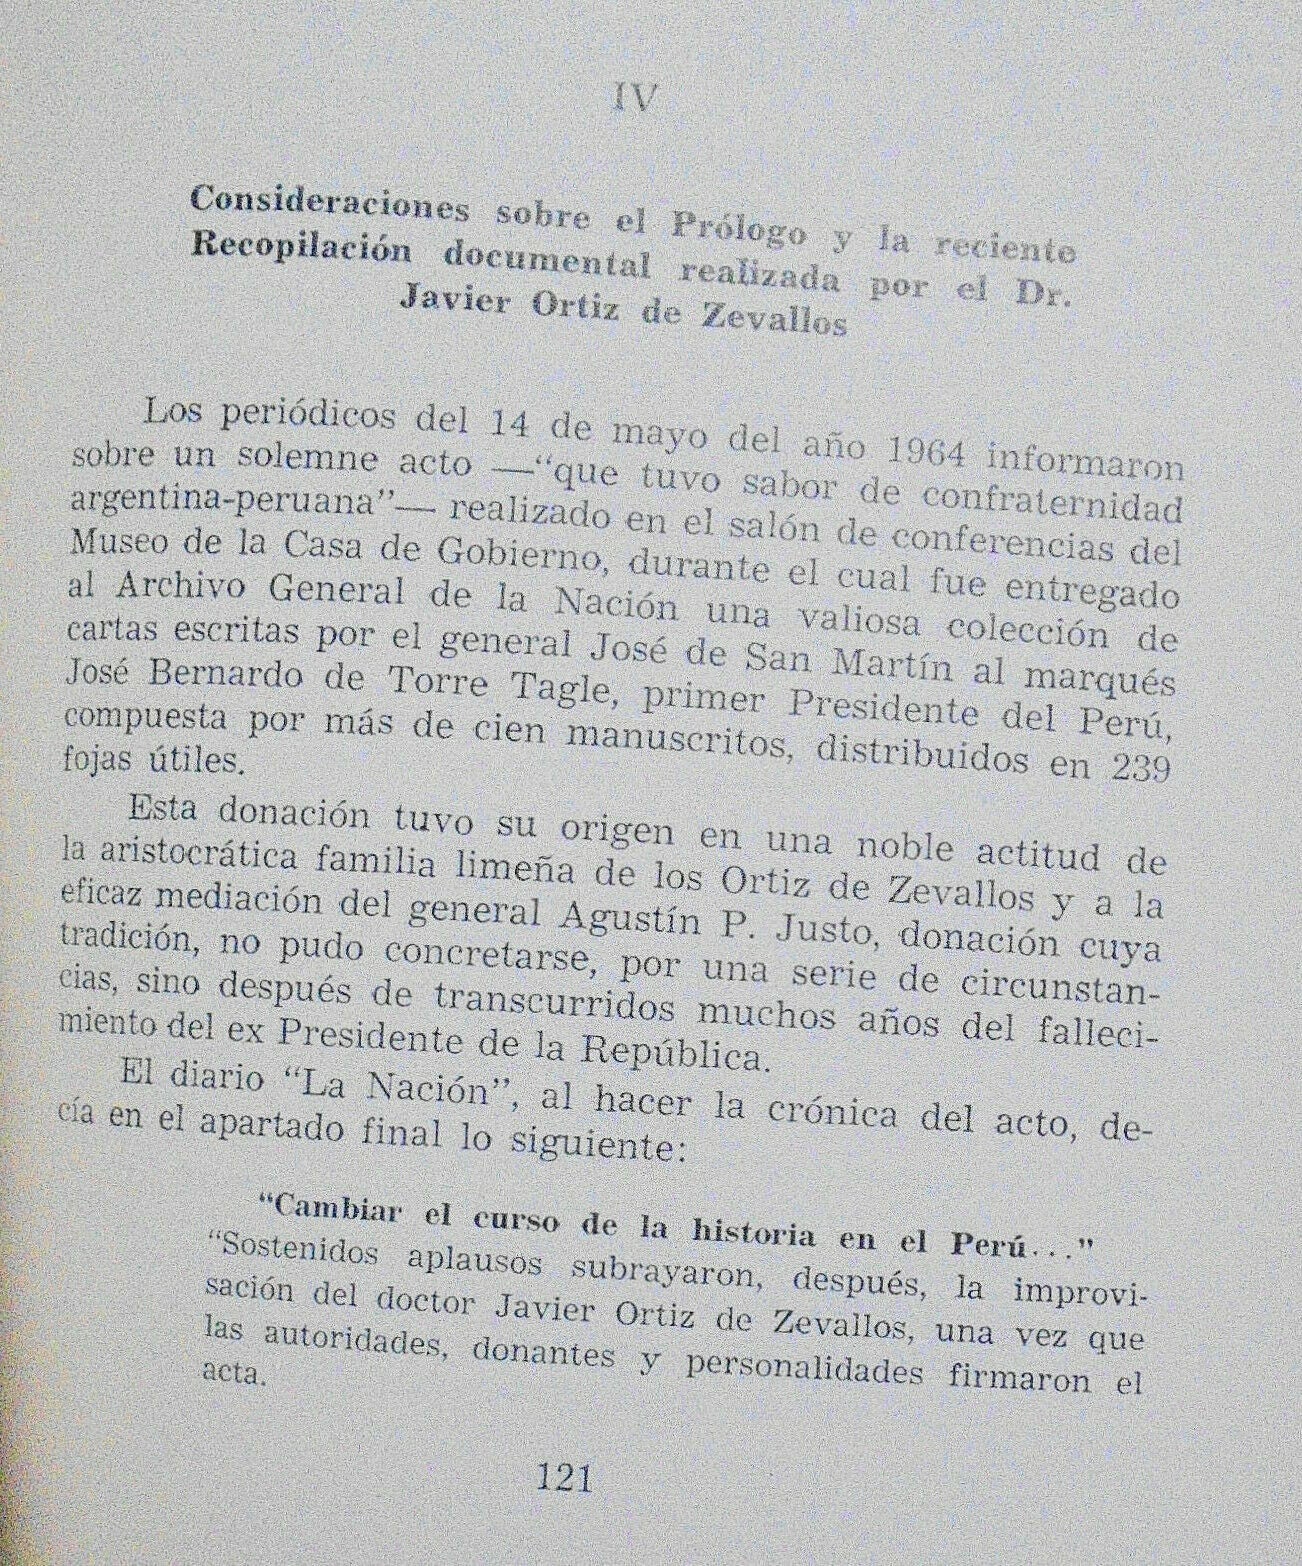 IV
Consideraciones sobre el Prólogo y la reciente
Recopilación documental realizada por el Dr.
Javier Ortiz de Zevallos
Los periódicos del 14 de mayo del año 1964 informaron
sobre un solemne acto —“que tuvo sabor de confraternidad
argentina-peruana”— realizado en el salón de conferencias del
Museo de la Casa de Gobierno, durante el cual fue entregado
al Archivo General de la Nación una valiosa colección de
cartas escritas por el general José de San Martín al marqués
José Bernardo de Torre Tagle, primer Presidente del Perú,
compuesta por más de cien manuscritos, distribuidos en 239
fojas útiles.
Esta donación tuvo su origen en una noble actitud de
la aristocrática familia limeña de los Ortiz de Zevallos y a la
eficaz mediación del general Agustín P. Justo, donación cuya
tradición, no pudo concretarse, por una serie de circunstan-
cias, sino después de transcurridos muchos años del falleci-
miento del ex Presidente de la República.
El diario “La Nación”, al hacer la crónica del acto, de-
cía en el apartado final lo siguiente:
“Cambiar el curso de la historia en el Perú...”
“Sostenidos aplausos subrayaron, después, la improvi-
sación del doctor Javier Ortiz de Zevallos, una vez que
las autoridades, donantes y personalidades firmaron el
acta.
121